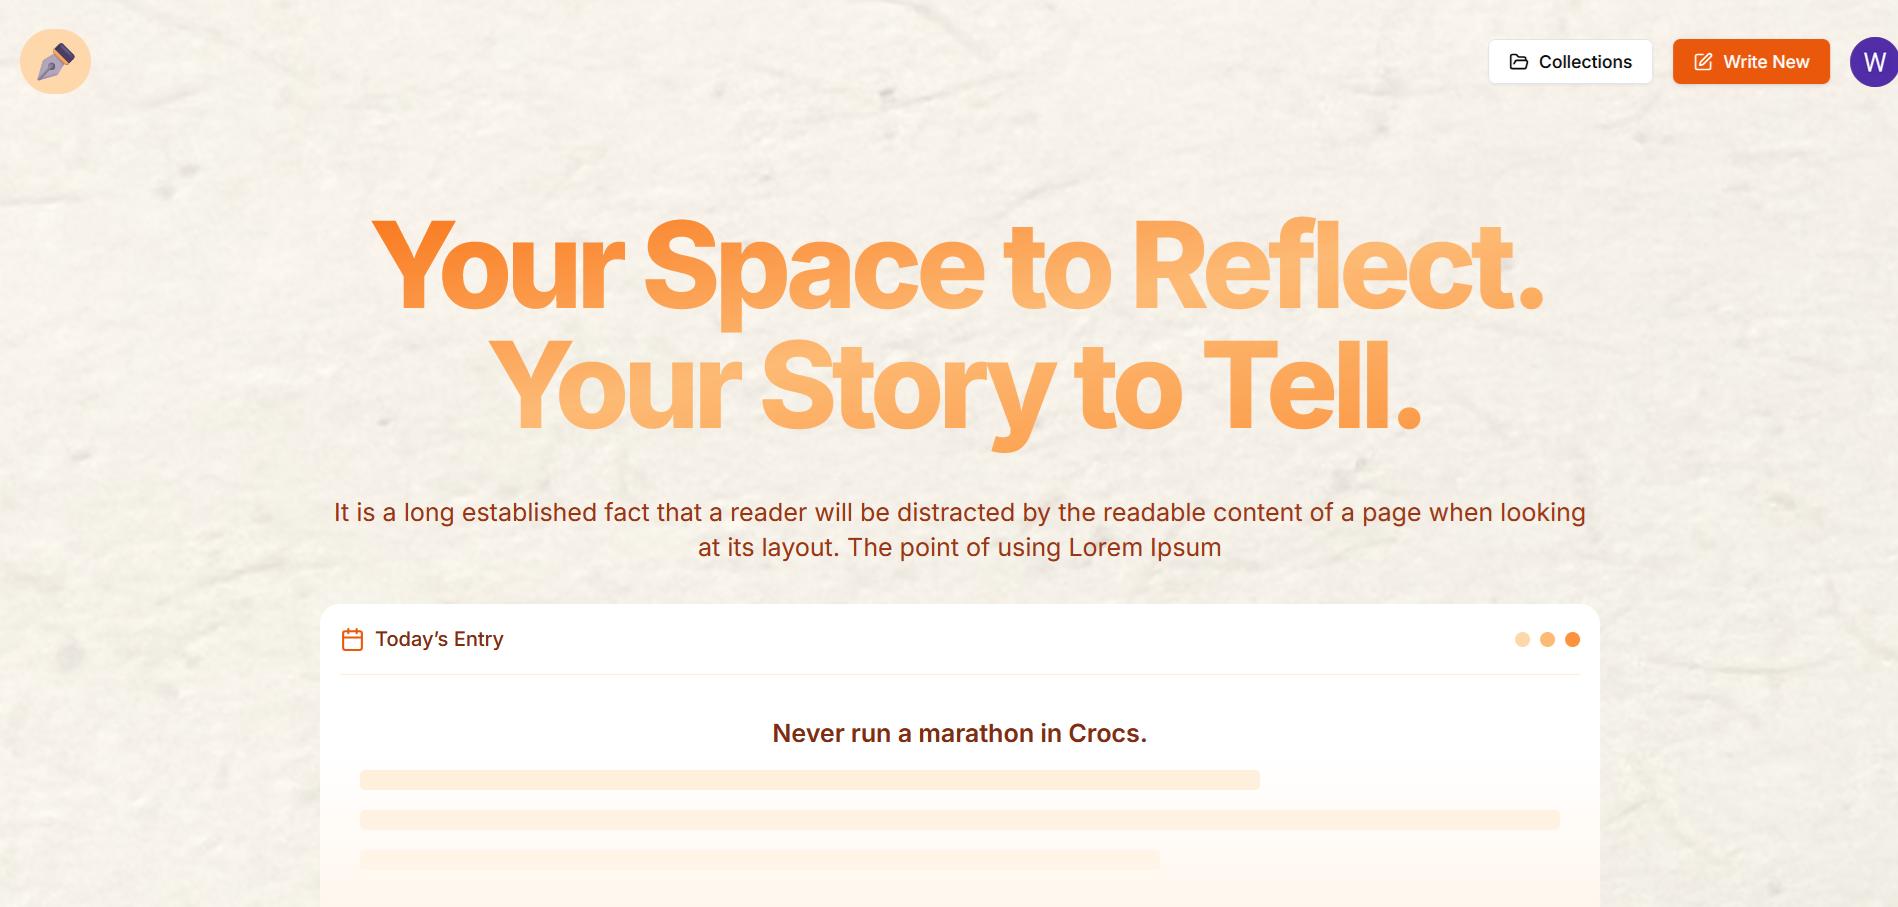 Collections
Write New
W
Your Space to Reflect.
Your Story to Tell.
It is a long established fact that a reader will be distracted by the readable content of a page when looking
at its layout. The point of using Lorem Ipsum
Today’s Entry
Never run a marathon in Crocs.